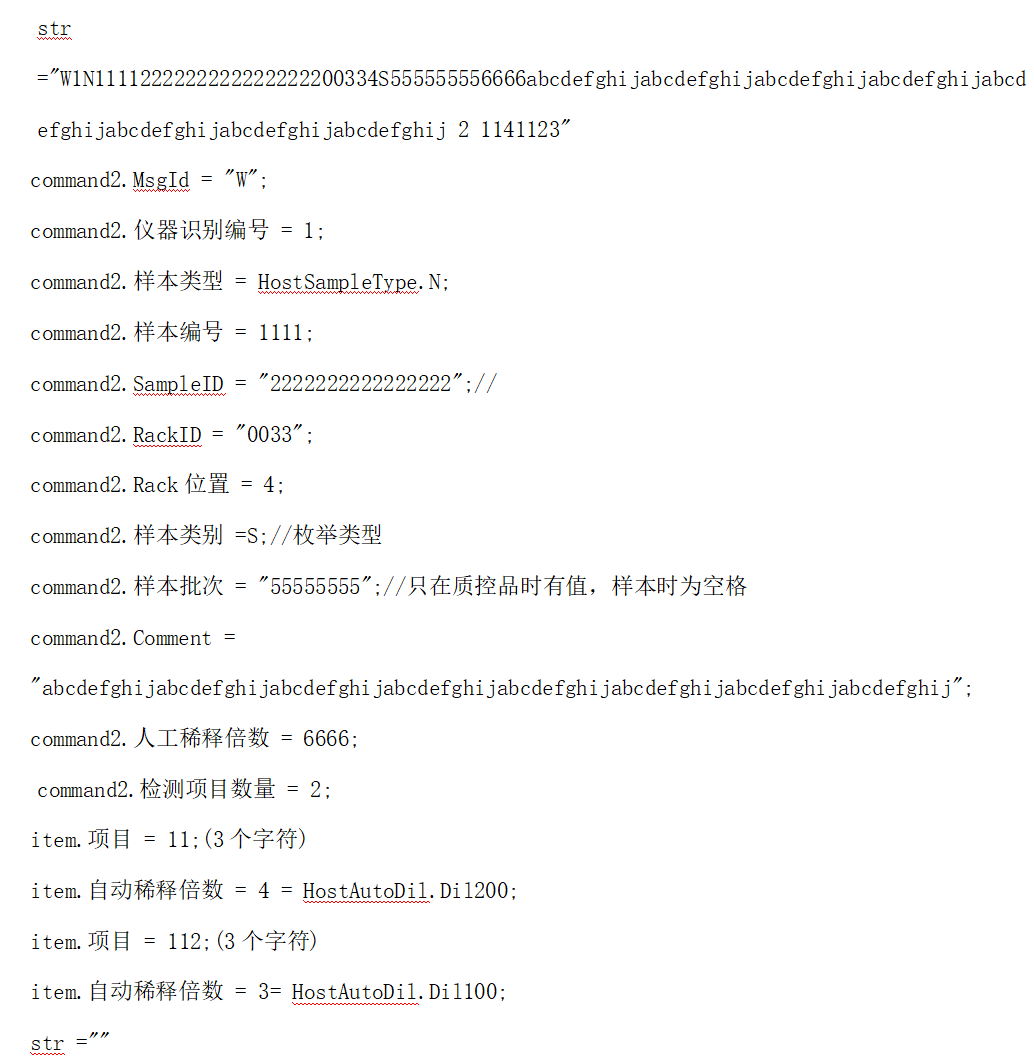 str
="W1N1111222222222222222200334S555555556666abcdefghijabcdefghijabcdefghijabcdefghijabcd
efghijabcdefghijabcdefghijabcdefghij 2 1141123"
command2.MsgId = "W";
command2.仪器识别编号 = 1;
command2.样本类型 = HostSampleType.N;
command2.样本编号 = 1111;
command2.SampleID = "2222222222222222";//
command2.RackID = "0033";
command2.Rack位置 = 4;
command2.样本类别 =S;//枚举类型
command2.样本批次 = "55555555";//只在质控品时有值，样本时为空格
command2.Comment =
"abcdefghijabcdefghijabcdefghijabcdefghijabcdefghijabcdefghijabcdefghijabcdefghij";
command2.人工稀释倍数 = 6666;
command2.检测项目数量 = 2;
item.项目 = 11;(3个字符)
item.自动稀释倍数 = 4 = HostAutoDil.Dil200;
item.项目 = 112;(3个字符)
item.自动稀释倍数 = 3= HostAutoDil.Dil100;
str =""